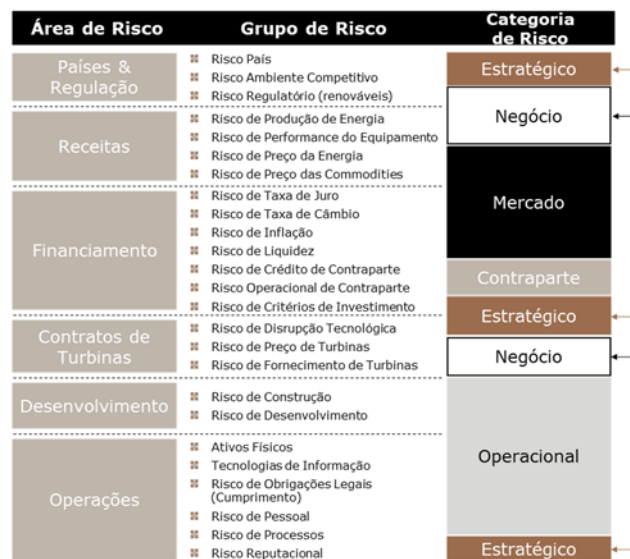 Área de Risco
Grupo de Risco
Categoria
de Risco
Países &
Regulação
Risco País
Risco Ambiente Competitivo
Risco Regulatório (renováveis)
Estratégico
Receitas
Risco de Produção de Energia
Risco de Performance do Equipamento
Risco de Preço da Energia
Risco de Preço das Commodities
Negócio
Mercado
Financiamento
Risco de Taxa de Juro
Risco de Taxa de Câmbio
Risco de Inflação
Risco de Liquidez
Risco de Crédito de Contraparte
Risco Operacional de Contraparte
Risco de Critérios de Investimento
Contraparte
Estratégico
Contratos de
Turbinas
Risco de Disrupção Tecnológica
Risco de Preço de Turbinas
Risco de Fornecimento de Turbinas
Negócio
Desenvolvimento
Risco de Construção
Risco de Desenvolvimento
Operacional
Operações
Ativos Físicos
Tecnologias de Informação
Risco de Obrigações Legais
(Cumprimento)
Risco de Pessoal
Risco de Processos
Risco Reputacional
Estratégico